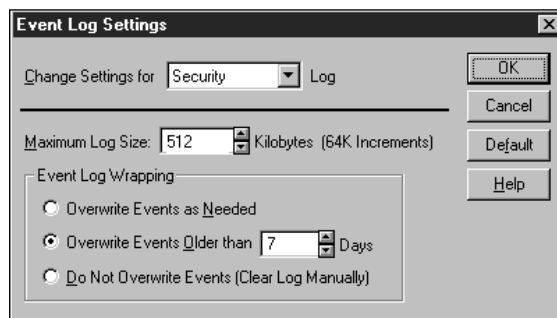 Event Log Settings
Change Settings for Security Log
OK
Cancel
Maximum Log Size: 512 Kilobytes (64K Increments)
Default
Event Log Wrapping
Help
Overwrite Events as Needed
Overwrite Events Older than 7 Days
Do Not Overwrite Events (Clear Log Manually)